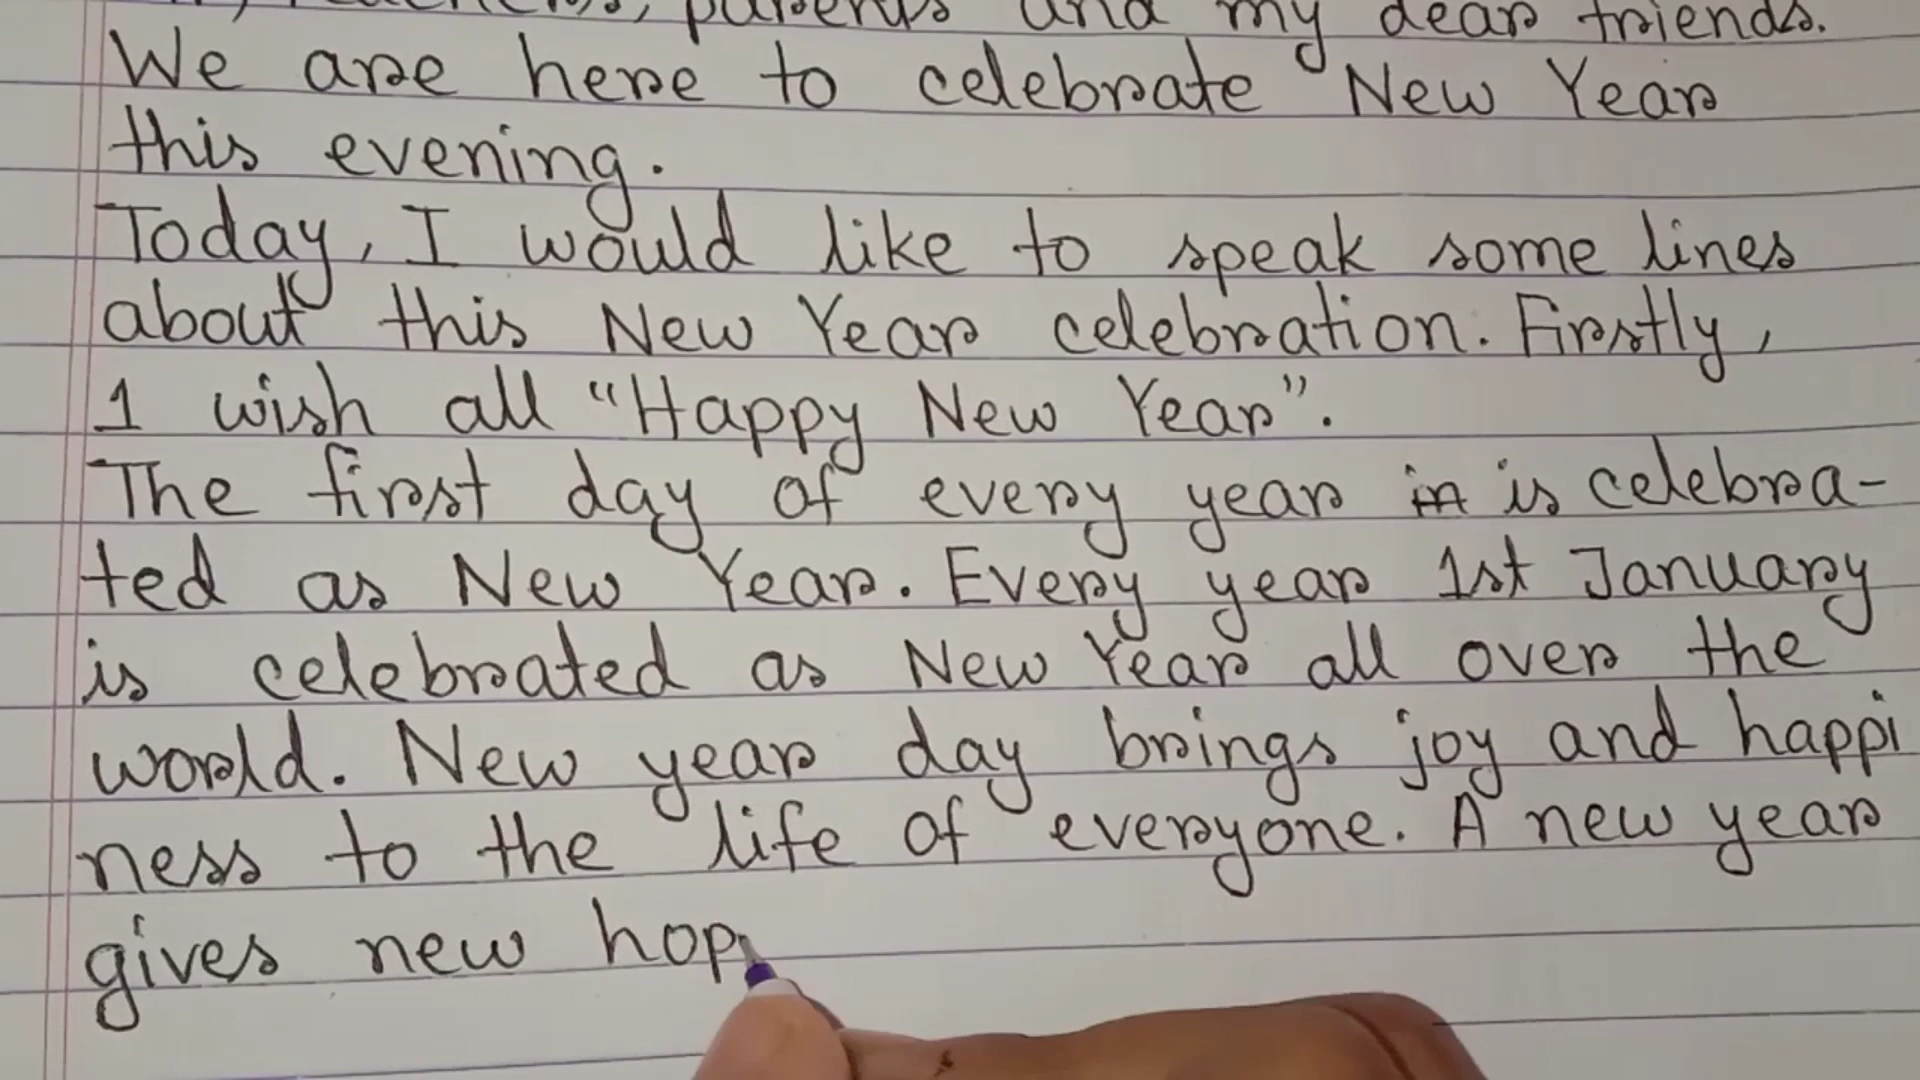 teachers, parents and my dear friends.
We are here to celebrate New Year
this evening.
Today, I would like to speak some lines
about this New Year celebration. Firstly,
I wish all "Happy New Year".
The first day of every year in is celebra-
ted as New Year. Every year 1st January
is celebrated as New Year all over the
world. New year day brings joy and happi
ness to the life of everyone. A new year
gives new hop